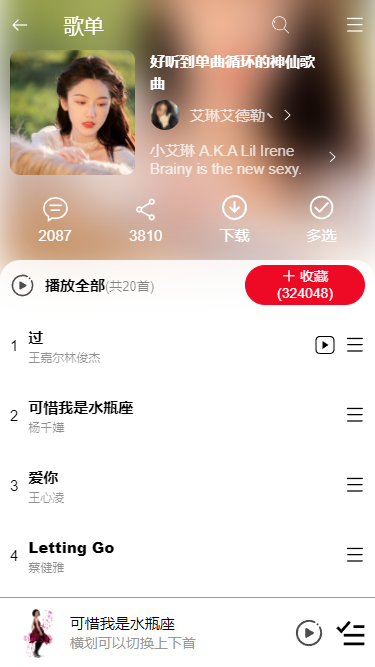 歌单
好听到单曲循环的神仙歌
曲
艾琳艾德勒丶
小艾琳 A.K.A Lil Irene
Brainy is the new sexy.
2087
3810
下载
多选
播放全部(共20首)
＋ 收藏
(324048)
1
过
王嘉尔林俊杰
2
可惜我是水瓶座
杨千嬅
3
爱你
王心凌
4
Letting Go
蔡健雅
可惜我是水瓶座
横划可以切换上下首